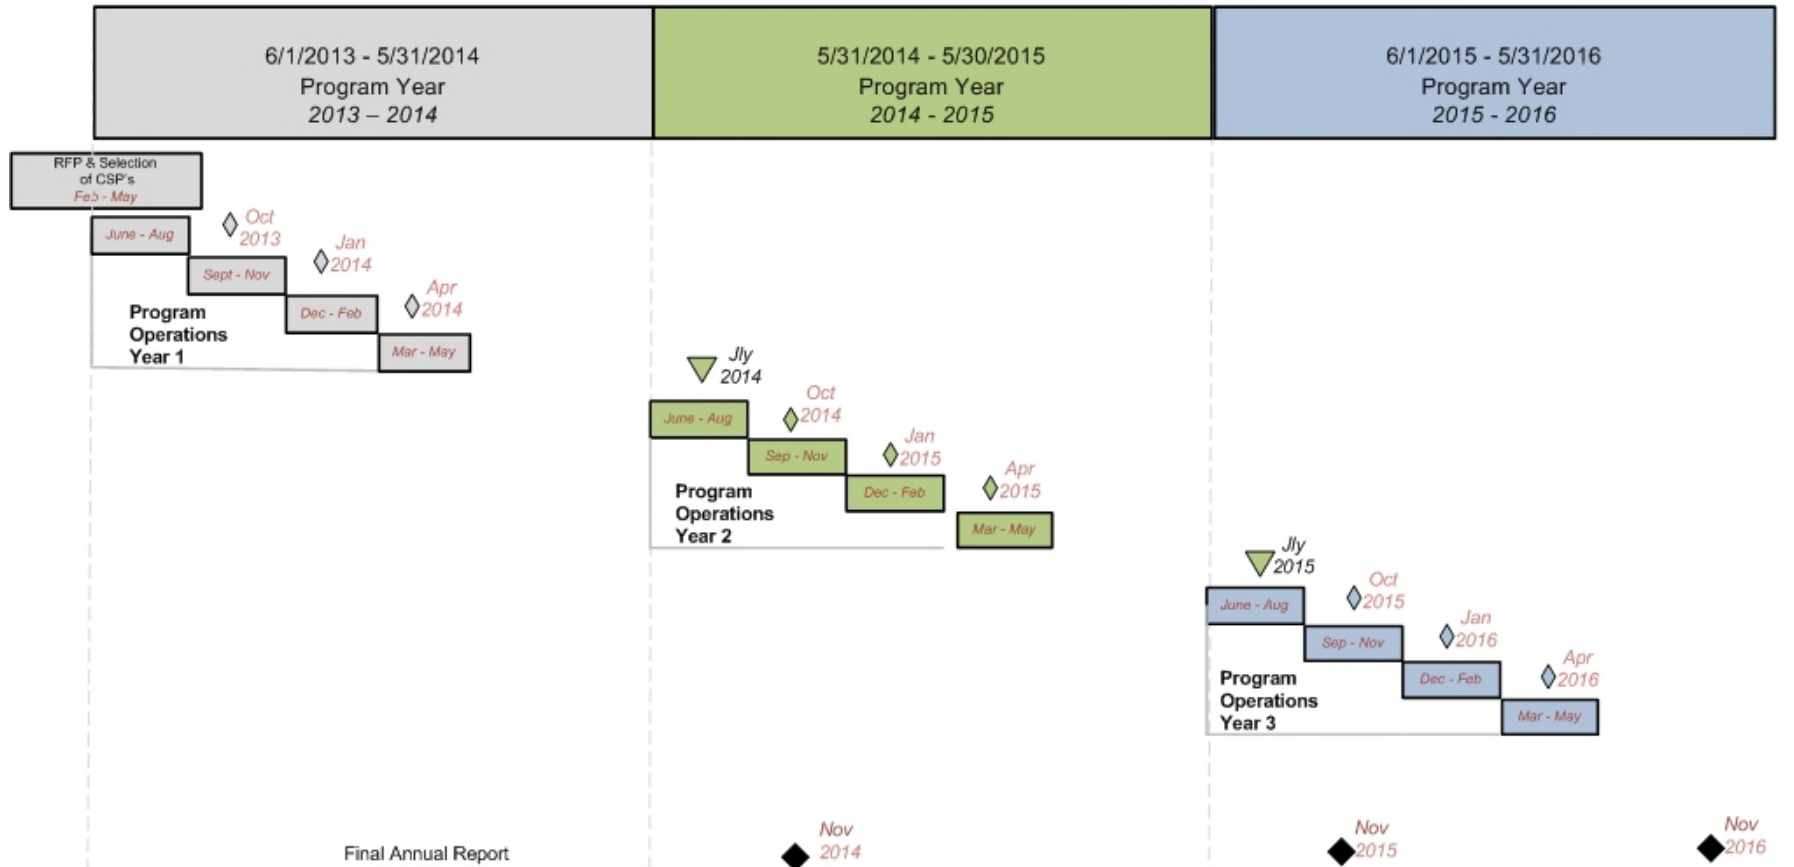 6/1/2013 - 5/31/2014
Program Year
2013 – 2014
5/31/2014 - 5/30/2015
Program Year
2014 - 2015
6/1/2015 - 5/31/2016
Program Year
2015 - 2016
RFP & Selection
of CSP's
Feb - May
June - Aug
Oct
2013
Sept - Nov
Jan
2014
Dec - Feb
Apr
2014
Mar - May
Program
Operations
Year 1
Jly
2014
June - Aug
Oct
2014
Sep - Nov
Jan
2015
Dec - Feb
Apr
2015
Mar - May
Program
Operations
Year 2
Jly
2015
June - Aug
Oct
2015
Sep - Nov
Jan
2016
Dec - Feb
Apr
2016
Mar - May
Program
Operations
Year 3
Final Annual Report
Nov
2014
Nov
2015
Nov
2016